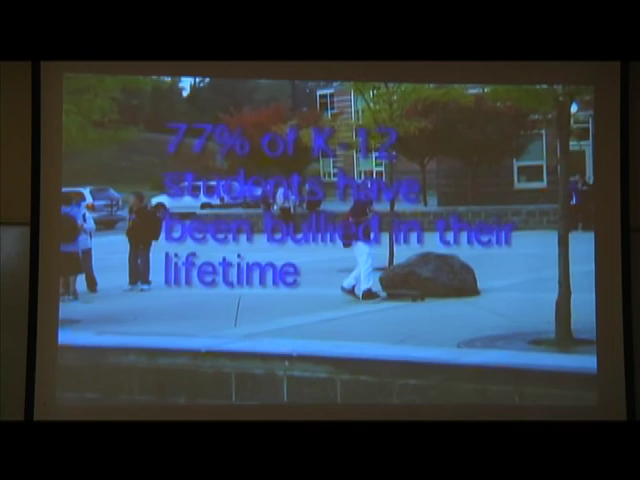 77% of K-12
students have
been bullied in their
lifetime